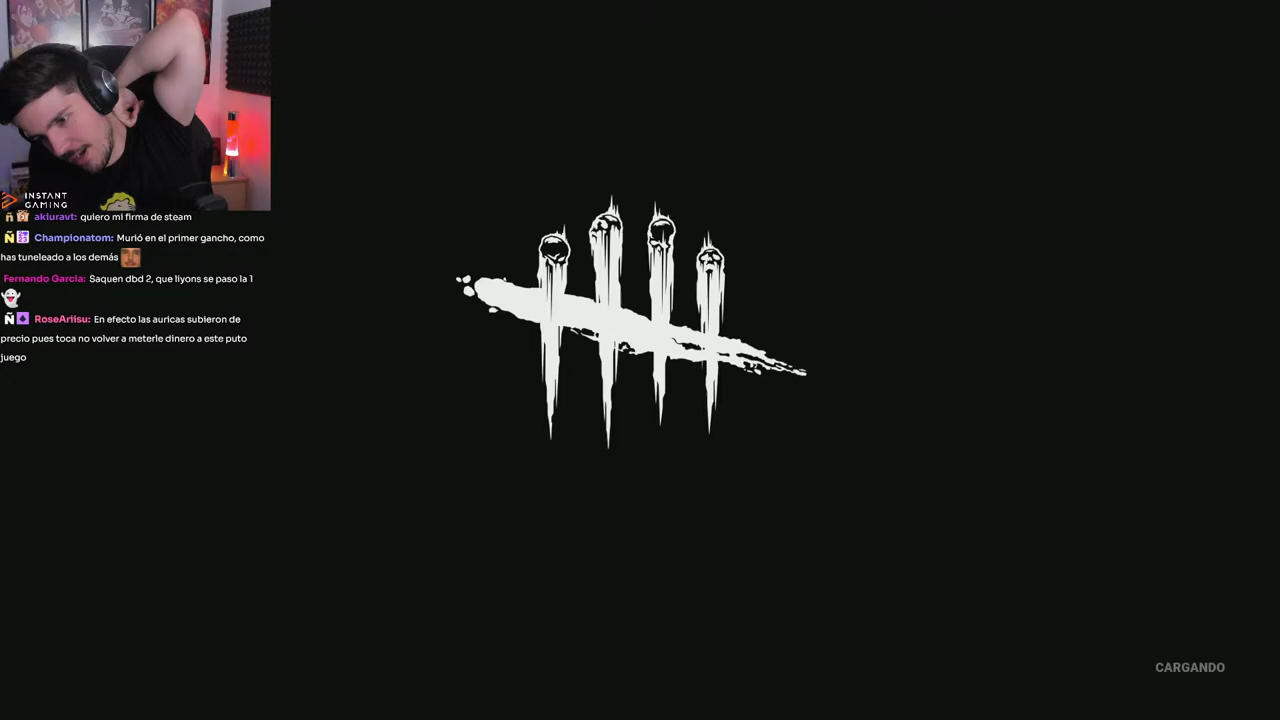 INSTANT
GAMING
akiuravt: quiero mi firma de steam
Championatom: Murió en el primer gancho, como
has tuneleado a los demás
Fernando Garcia: Saquen dbd 2, que liyons se paso la 1
Ñ RoseAriisu: En efecto las auricas subieron de
precio pues toca no volver a meterle dinero a este puto
juego
CARGANDO